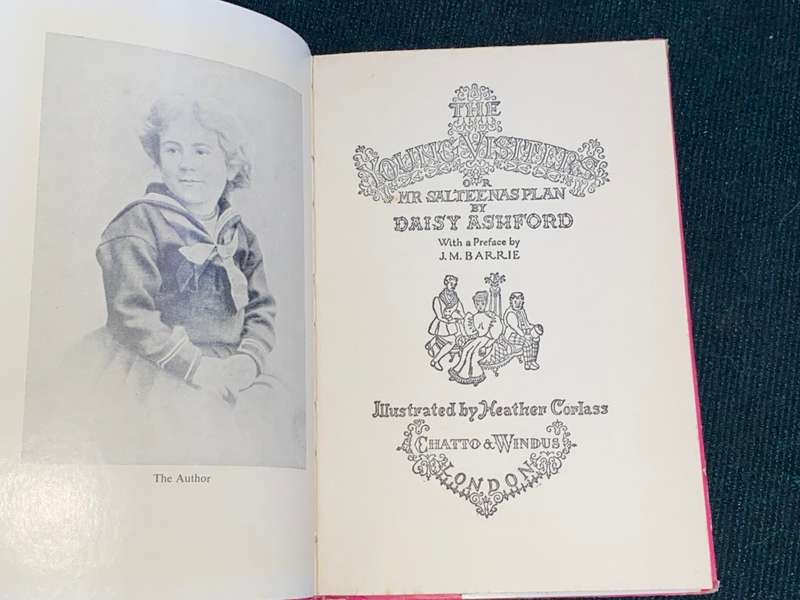 The Author
THE
YOUNG VISITERS
OVR
MR SALTEENAS PLAN
BY
DAISY ASHFORD
With a Preface by
J.M. BARRIE
Illustrated by Heather Corlass
CHATTO & WINDUS
LONDON